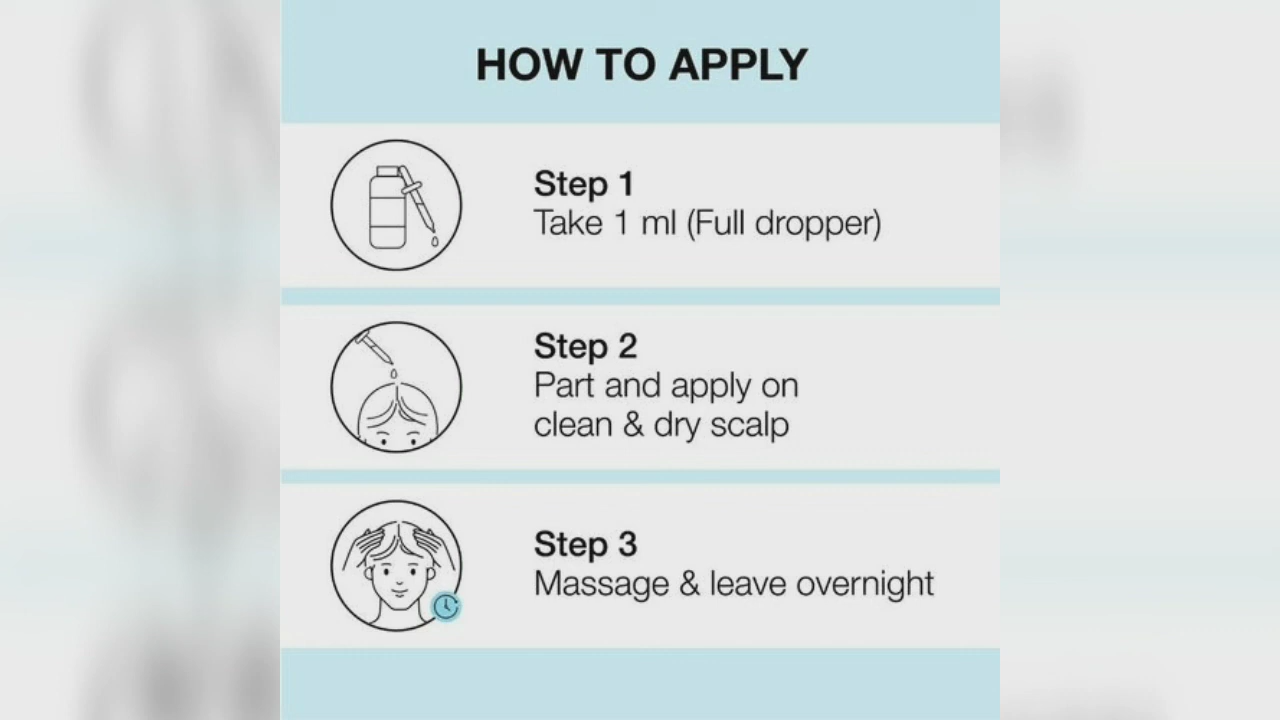 HOW TO APPLY
Step 1
Take 1 ml (Full dropper)
Step 2
Part and apply on
clean & dry scalp
Step 3
Massage & leave overnight